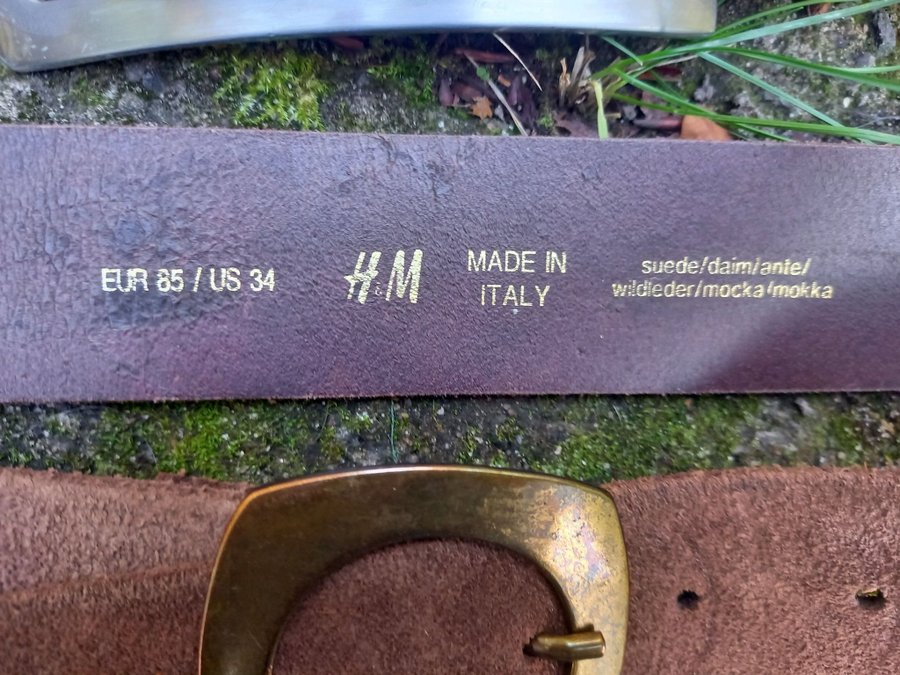 EUR 85 / US 34
H&M
MADE IN
ITALY
suede/daim/ante/
wildleder/mocka/mokka